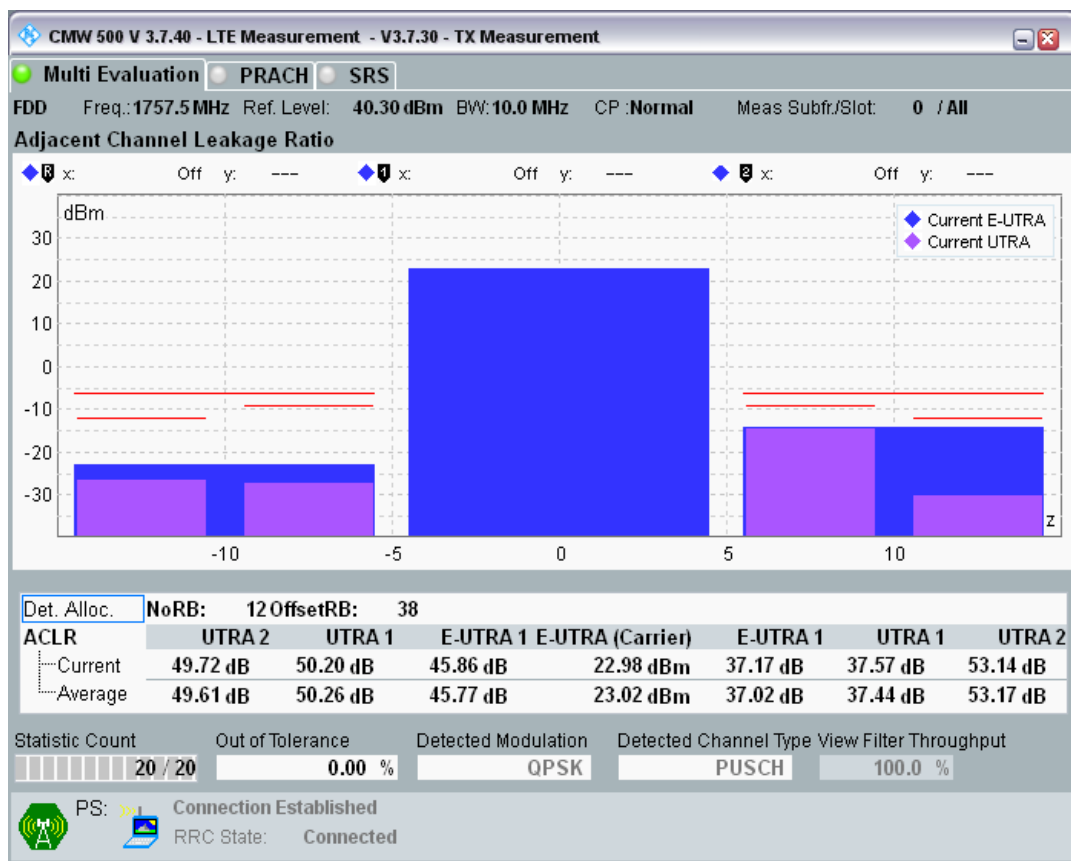 CMW 500 V 3.7.40 - LTE Measurement - V3.7.30 - TX Measurement
Multi Evaluation PRACH SRS
FDD Freq.: 1757.5 MHz Ref. Level: 40.30 dBm BW: 10.0 MHz CP :Normal Meas Subfr./Slot: 0 / All
Adjacent Channel Leakage Ratio
R x: Off y: --- 1 x: Off y: --- 2 x: Off y: ---
dBm
Current E-UTRA
Current UTRA
30
20
10
0
-10
-20
-30
z
-10 -5 0 5 10
Det. Alloc. NoRB: 12 OffsetRB: 38
ACLR UTRA 2 UTRA 1 E-UTRA 1 E-UTRA (Carrier) E-UTRA 1 UTRA 1 UTRA 2
Current 49.72 dB 50.20 dB 45.86 dB 22.98 dBm 37.17 dB 37.57 dB 53.14 dB
Average 49.61 dB 50.26 dB 45.77 dB 23.02 dBm 37.02 dB 37.44 dB 53.17 dB
Statistic Count Out of Tolerance Detected Modulation Detected Channel Type View Filter Throughput
20 / 20 0.00 % QPSK PUSCH 100.0 %
PS: Connection Established
RRC State: Connected